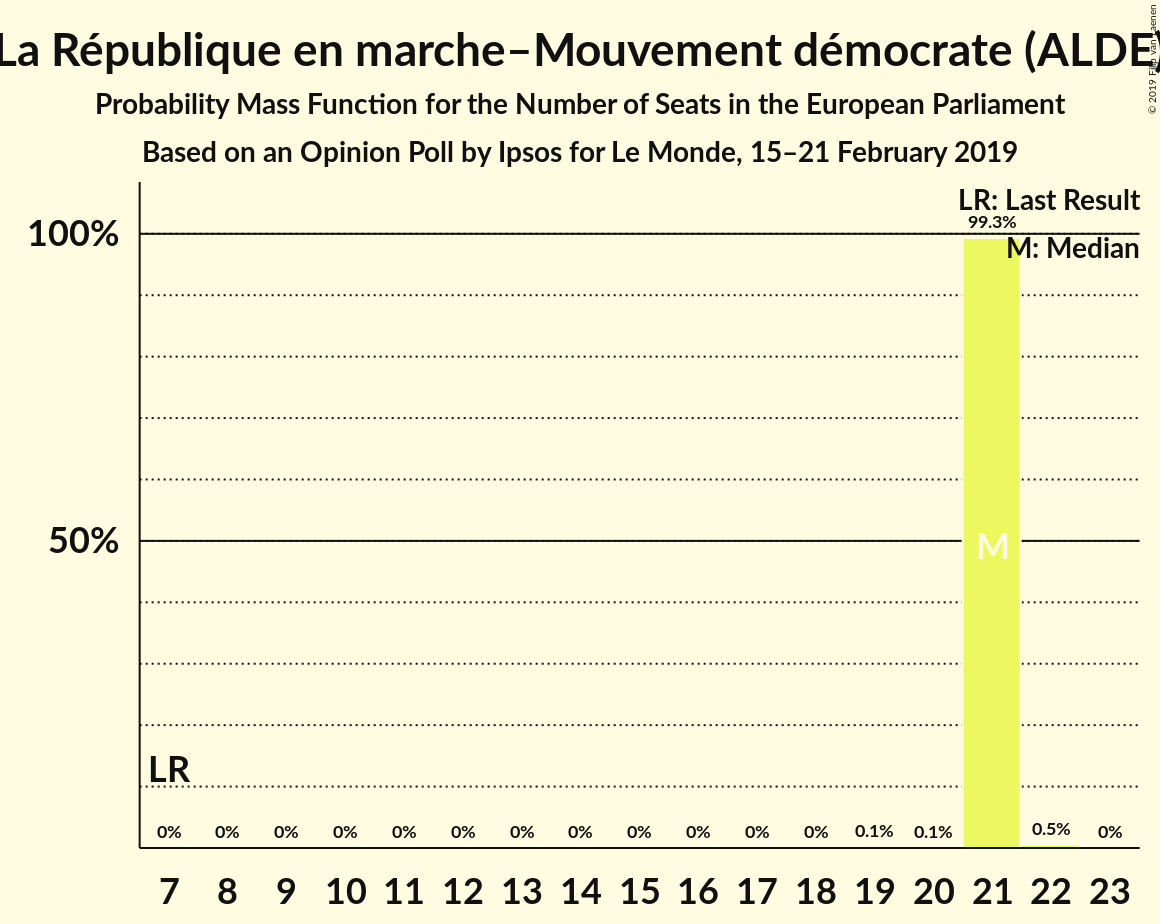 La République en marche–Mouvement démocrate (ALDE)
Probability Mass Function for the Number of Seats in the European Parliament
Based on an Opinion Poll by Ipsos for Le Monde, 15–21 February 2019
© 2019 Filip van Laenen
LR: Last Result
M: Median
100%
50%
99.3%
M
LR
0% 0% 0% 0% 0% 0% 0% 0% 0% 0% 0% 0% 0.1% 0.1% 0.5% 0%
7 8 9 10 11 12 13 14 15 16 17 18 19 20 21 22 23